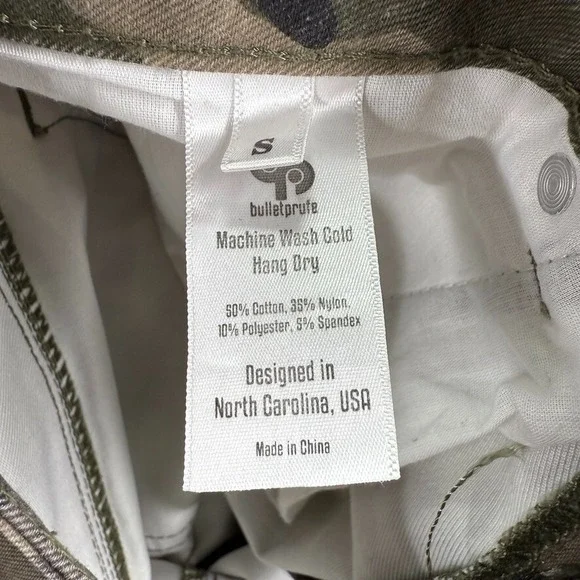 S
bulletprufe
Machine Wash Cold
Hang Dry
50% Cotton, 35% Nylon,
10% Polyester, 5% Spandex
Designed in
North Carolina, USA
Made in China